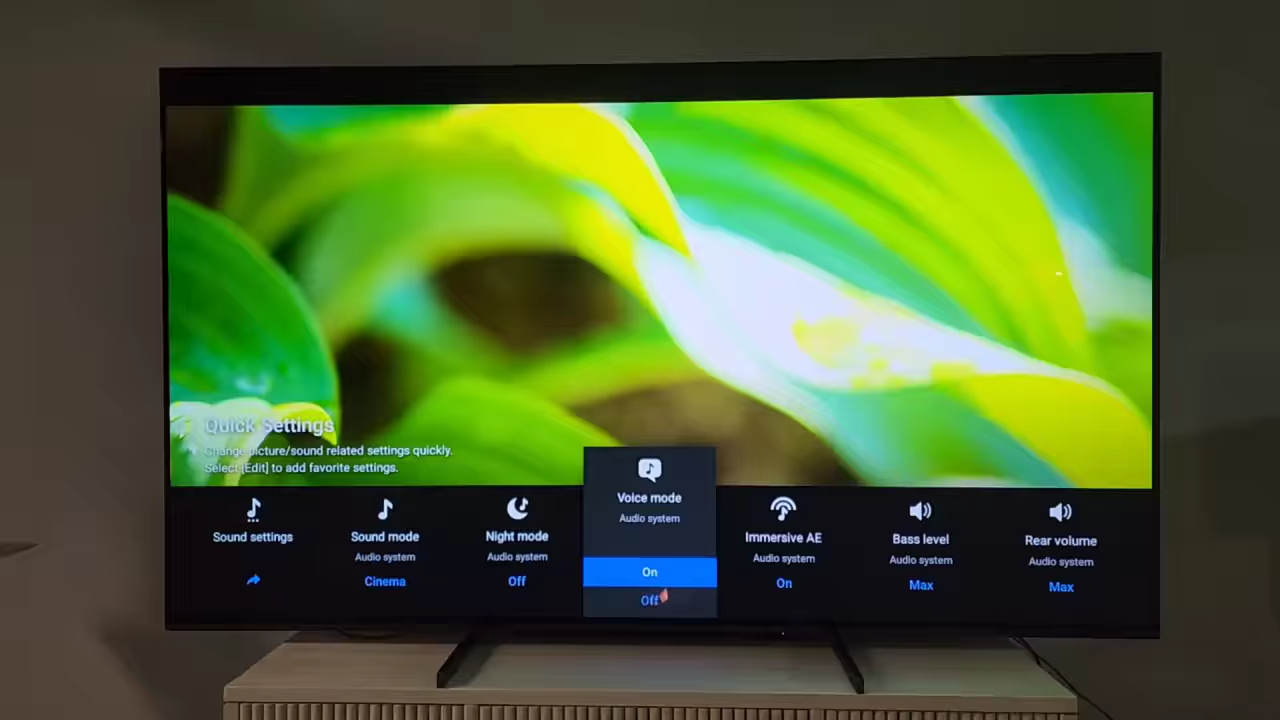 Quick Settings
Change picture/sound related settings quickly.
Select [Edit] to add favorite settings.
Sound settings
Sound mode
Audio system
Cinema
Night mode
Audio system
Off
Voice mode
Audio system
On
Off
Immersive AE
Audio system
On
Bass level
Audio system
Max
Rear volume
Audio system
Max